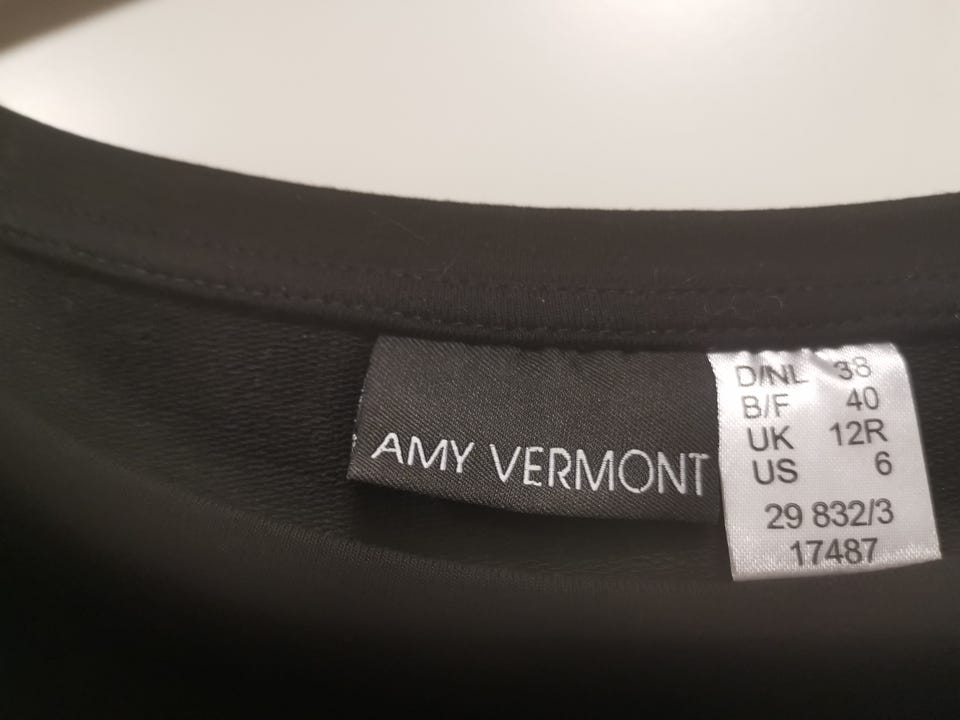 AMY VERMONT
D/NL 38
B/F 40
UK 12R
US 6
29 832/3
17487